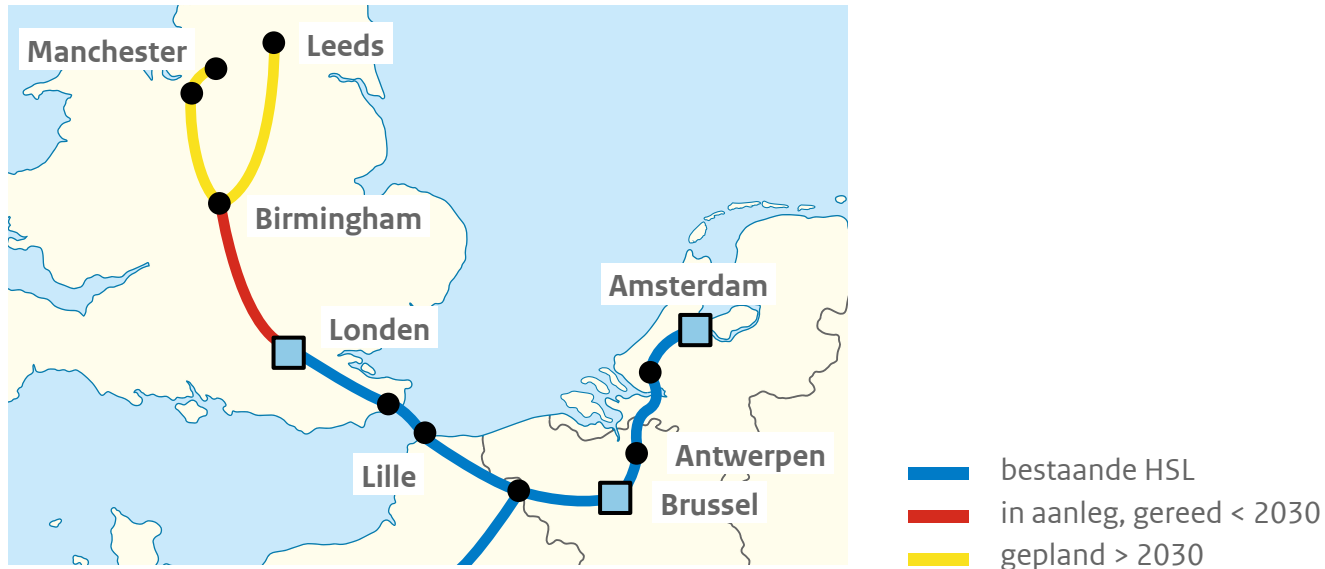 Manchester
Leeds
Birmingham
Amsterdam
Londen
Antwerpen
Lille
Brussel
bestaande HSL
in aanleg, gereed < 2030
gepland > 2030